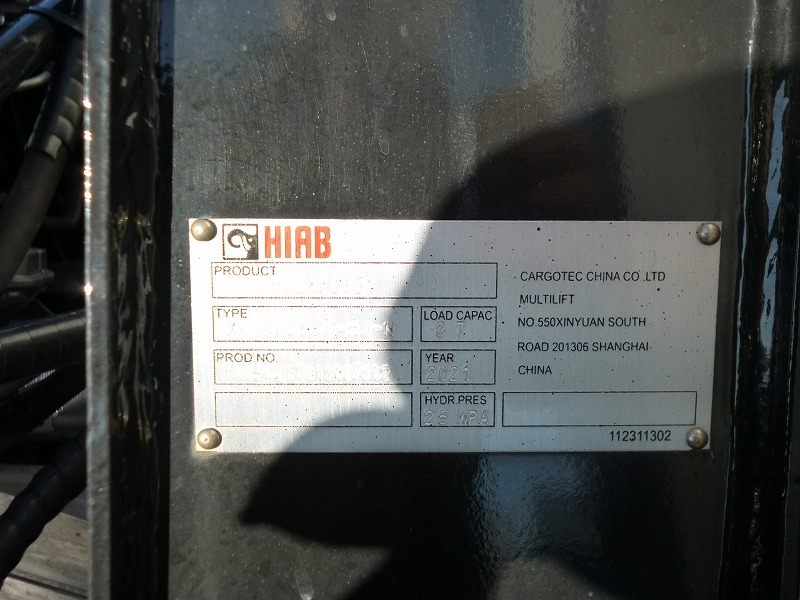 HIAB
PRODUCT
TYPE
LOAD CAPAC
8 T
PROD.NO.
YEAR
2021
HYDR PRES
25 MPA
CARGOTEC CHINA CO.,LTD
MULTILIFT
NO.550XINYUAN SOUTH
ROAD 201306 SHANGHAI
CHINA
112311302